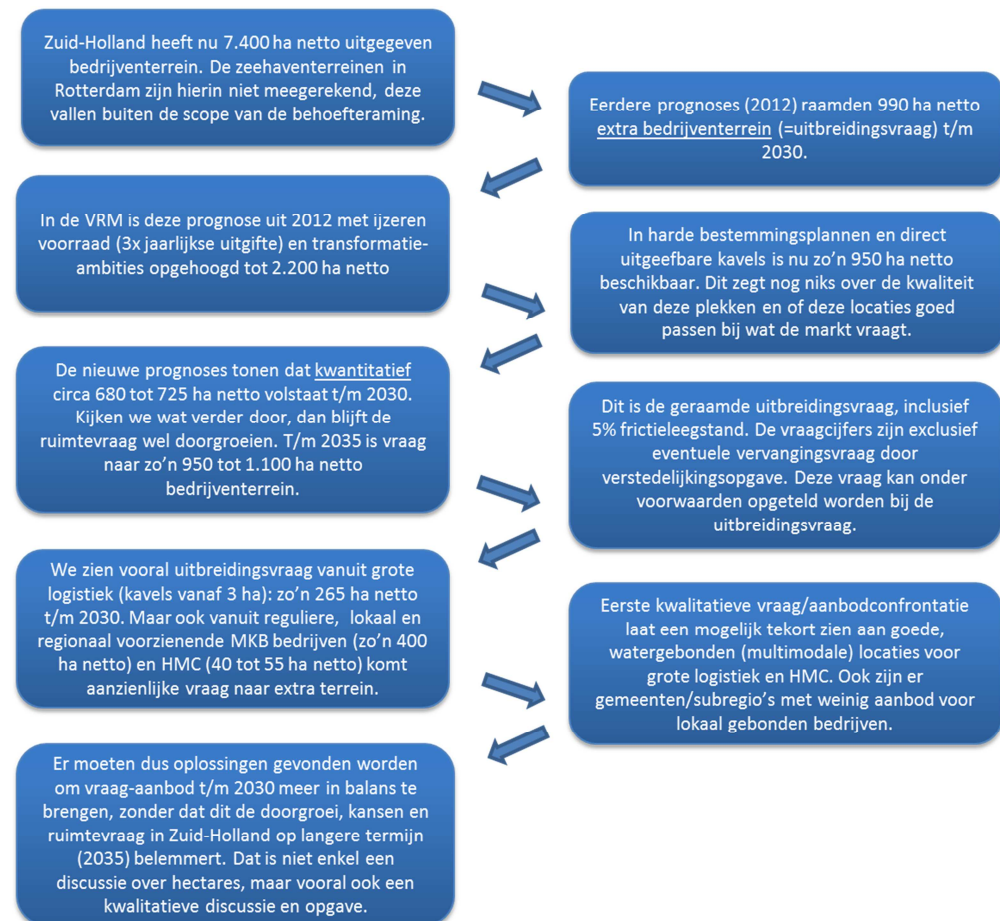 Zuid-Holland heeft nu 7.400 ha netto uitgegeven
bedrijventerrein. De zeehaventerreinen in
Rotterdam zijn hierin niet meegerekend, deze
vallen buiten de scope van de behoefteraming.
Eerdere prognoses (2012) raamden 990 ha netto
extra bedrijventerrein (=uitbreidingsvraag) t/m
2030.
In de VRM is deze prognose uit 2012 met ijzeren
voorraad (3x jaarlijkse uitgifte) en transformatie-
ambities opgehoogd tot 2.200 ha netto
In harde bestemmingsplannen en direct
uitgeefbare kavels is nu zo’n 950 ha netto
beschikbaar. Dit zegt nog niks over de kwaliteit
van deze plekken en of deze locaties goed
passen bij wat de markt vraagt.
De nieuwe prognoses tonen dat kwantitatief
circa 680 tot 725 ha netto volstaat t/m 2030.
Kijken we wat verder door, dan blijft de
ruimtevraag wel doorgroeien. T/m 2035 is vraag
naar zo’n 950 tot 1.100 ha netto
bedrijventerrein.
Dit is de geraamde uitbreidingsvraag, inclusief
5% frictieleegstand. De vraagcijfers zijn exclusief
eventuele vervangingsvraag door
verstedelijkingsopgave. Deze vraag kan onder
voorwaarden opgeteld worden bij de
uitbreidingsvraag.
We zien vooral uitbreidingsvraag vanuit grote
logistiek (kavels vanaf 3 ha): zo’n 265 ha netto
t/m 2030. Maar ook vanuit reguliere, lokaal en
regionaal voorzienende MKB bedrijven (zo’n 400
ha netto) en HMC (40 tot 55 ha netto) komt
aanzienlijke vraag naar extra terrein.
Eerste kwalitatieve vraag/aanbodconfrontatie
laat een mogelijk tekort zien aan goede,
watergebonden (multimodale) locaties voor
grote logistiek en HMC. Ook zijn er
gemeenten/subregio’s met weinig aanbod voor
lokaal gebonden bedrijven.
Er moeten dus oplossingen gevonden worden
om vraag-aanbod t/m 2030 meer in balans te
brengen, zonder dat dit de doorgroei, kansen en
ruimtevraag in Zuid-Holland op langere termijn
(2035) belemmert. Dat is niet enkel een
discussie over hectares, maar vooral ook een
kwalitatieve discussie en opgave.